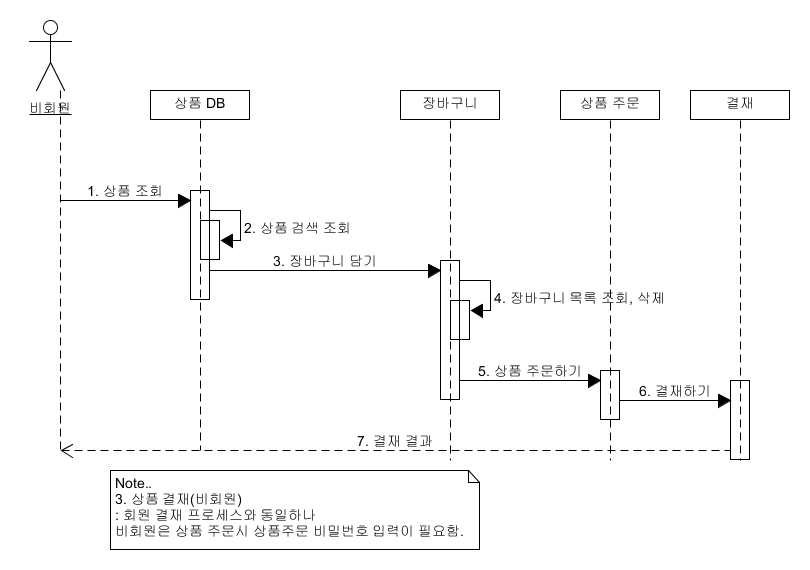 비회원
상품 DB
장바구니
상품 주문
결재
1. 상품 조회
2. 상품 검색 조회
3. 장바구니 담기
4. 장바구니 목록 조회, 삭제
5. 상품 주문하기
6. 결재하기
7. 결재 결과
Note..
3. 상품 결재(비회원)
: 회원 결재 프로세스와 동일하나
비회원은 상품 주문시 상품주문 비밀번호 입력이 필요함.